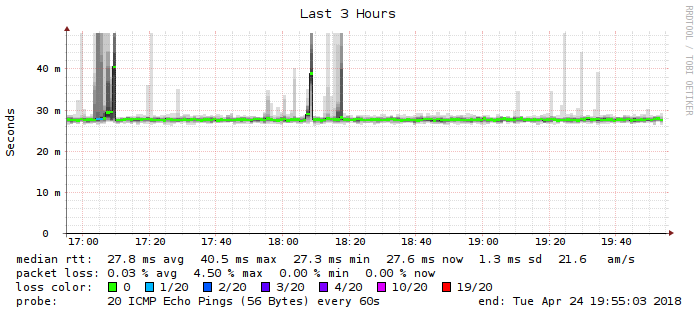 Last 3 Hours
RRDTOOL / TOBI OETIKER
Seconds
40 m
30 m
20 m
10 m
0
17:00 17:20 17:40 18:00 18:20 18:40 19:00 19:20 19:40
median rtt: 27.8 ms avg 40.5 ms max 27.3 ms min 27.6 ms now 1.3 ms sd 21.6 am/s
packet loss: 0.03 % avg 4.50 % max 0.00 % min 0.00 % now
loss color: 0 1/20 2/20 3/20 4/20 10/20 19/20
probe: 20 ICMP Echo Pings (56 Bytes) every 60s end: Tue Apr 24 19:55:03 2018